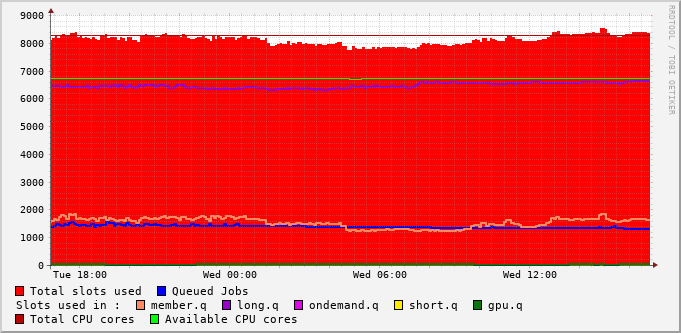 9000
8000
7000
6000
5000
4000
3000
2000
1000
0
Tue 18:00 Wed 00:00 Wed 06:00 Wed 12:00
RRDTOOL / TOBI OETIKER
Total slots used Queued Jobs
Slots used in : member.q long.q ondemand.q short.q gpu.q
Total CPU cores Available CPU cores